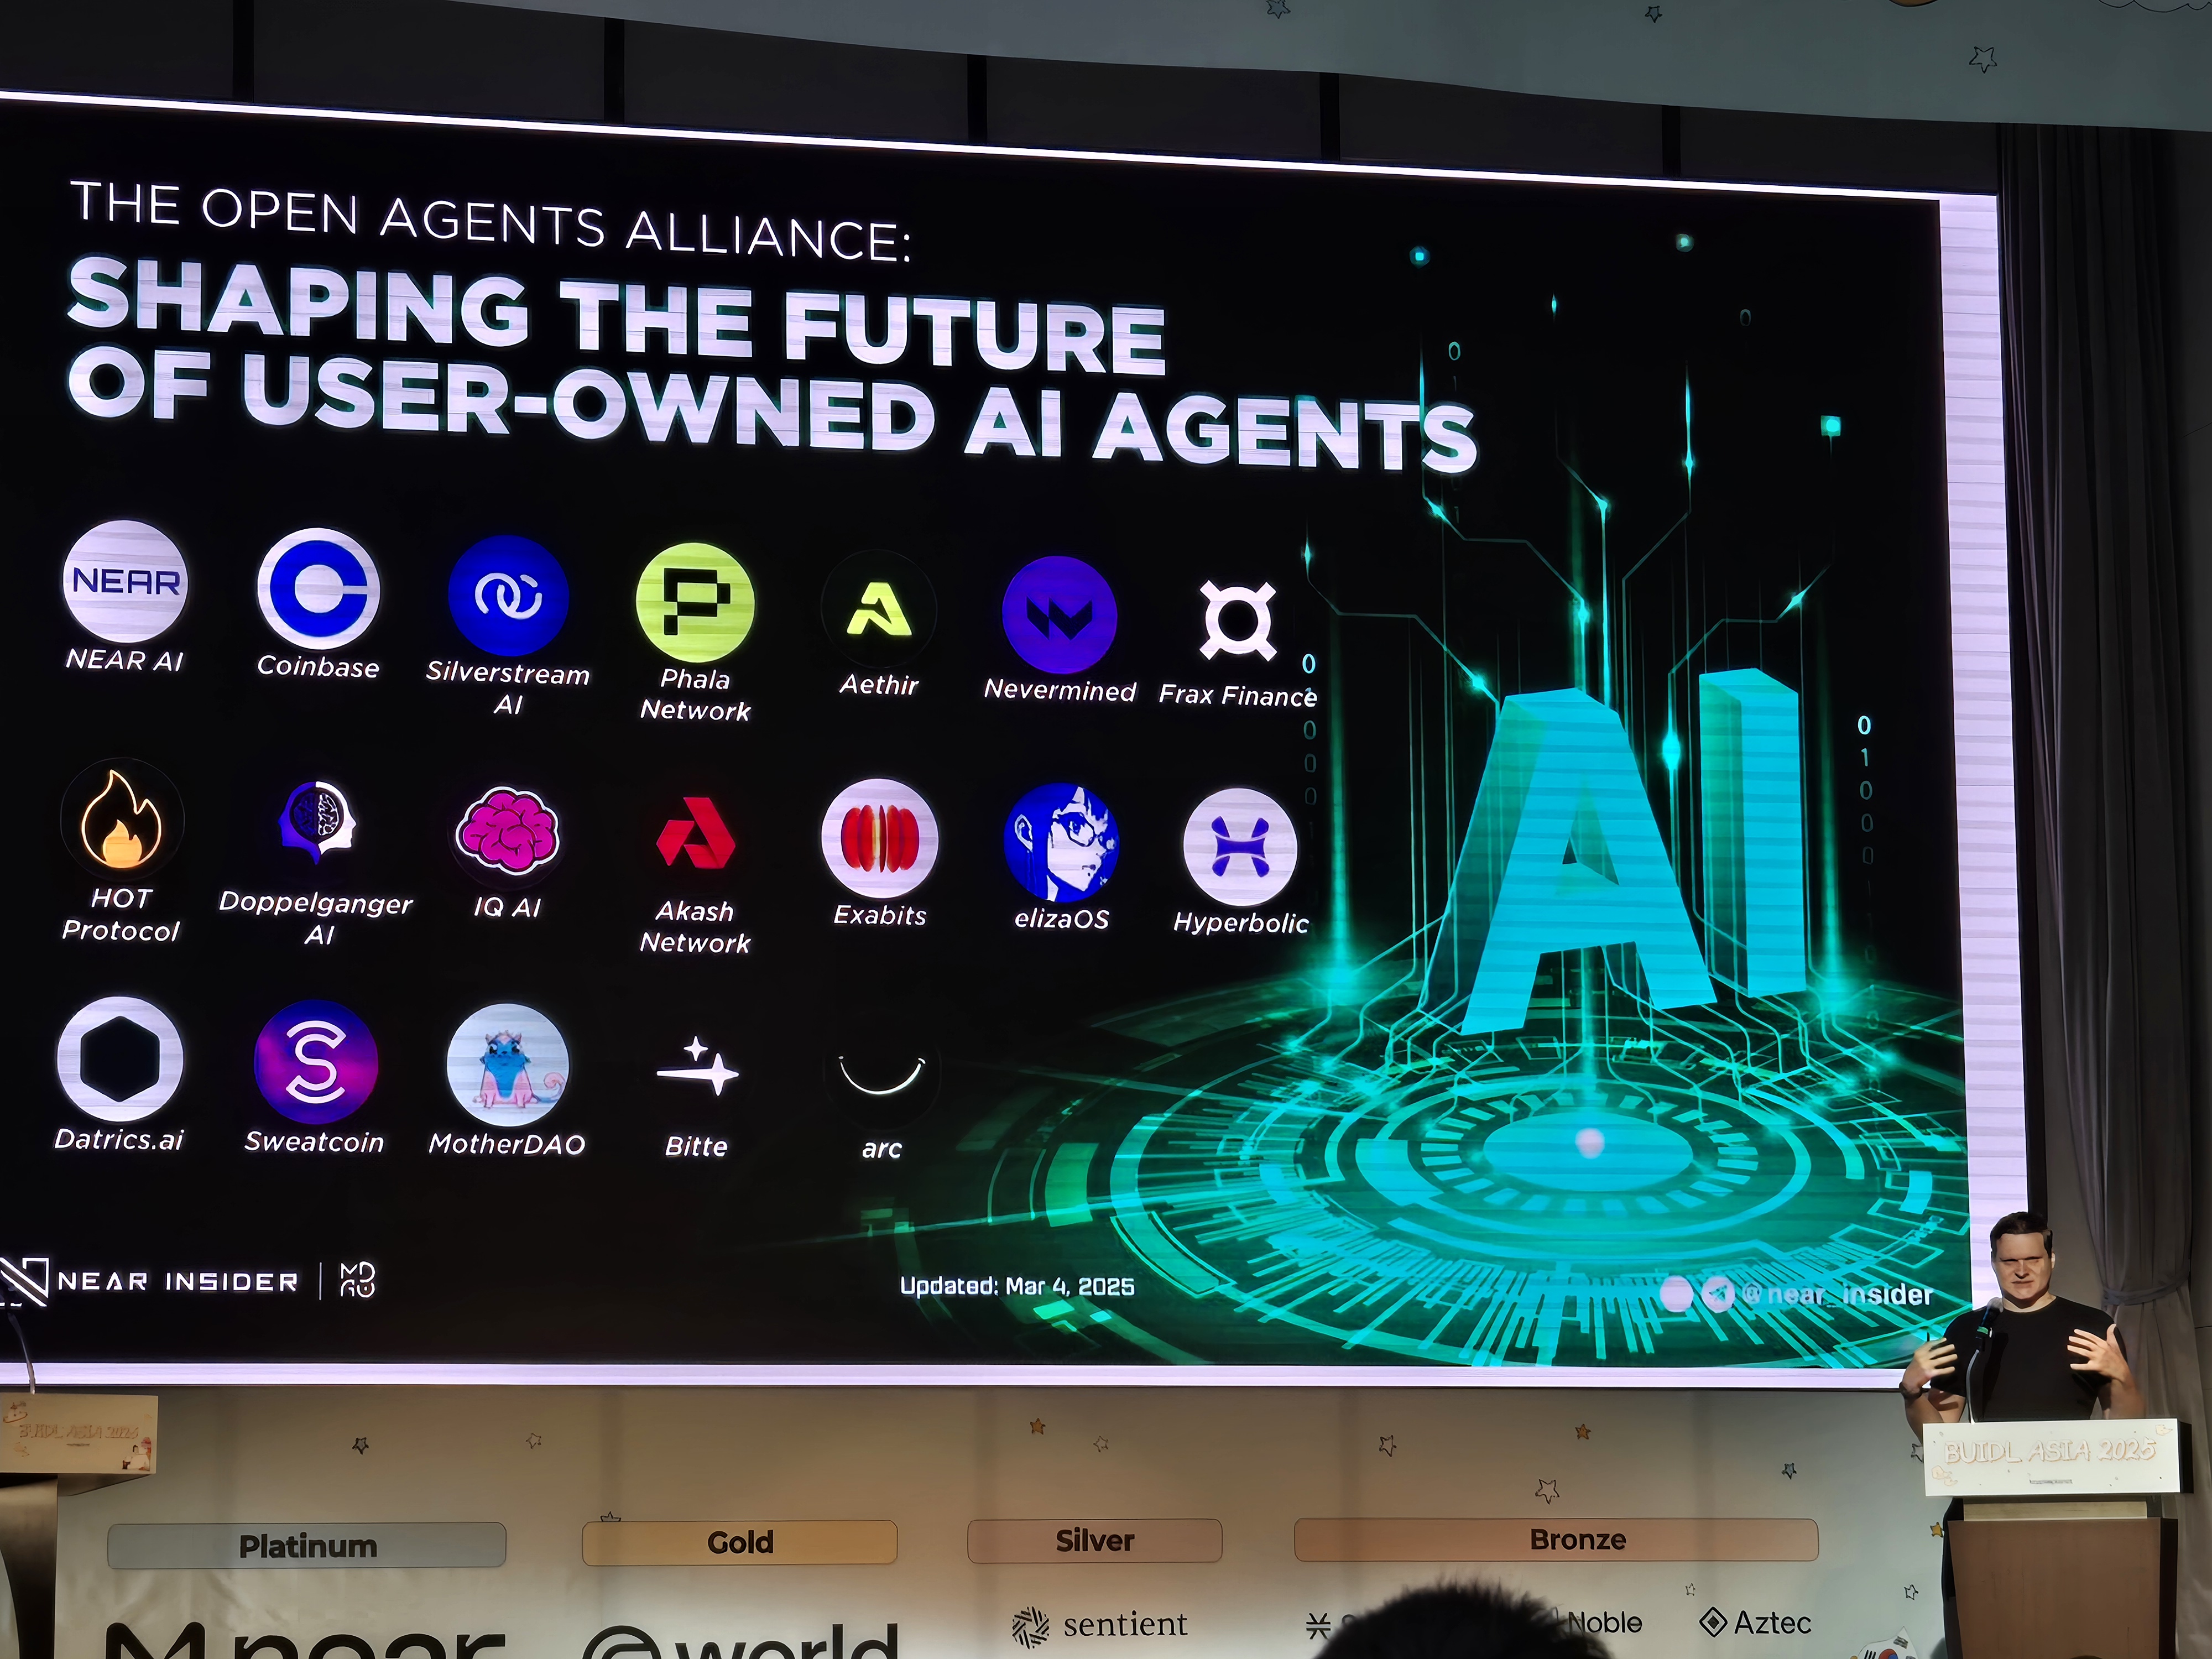 THE OPEN AGENTS ALLIANCE:
SHAPING THE FUTURE
OF USER-OWNED AI AGENTS
NEAR
NEAR AI
Coinbase
Silverstream
AI
Phala
Network
Aethir
Nevermined
Frax Finance
HOT
Protocol
Doppelganger
AI
IQ AI
Akash
Network
Exabits
elizaOS
Hyperbolic
Datrics.ai
Sweatcoin
MotherDAO
Bitte
arc
AI
NEAR INSIDER
Updated: Mar 4, 2025
@near_insider
BUIDL ASIA 2025
BUIDL ASIA 2025
Platinum
Gold
Silver
Bronze
near
world
sentient
Noble
Aztec